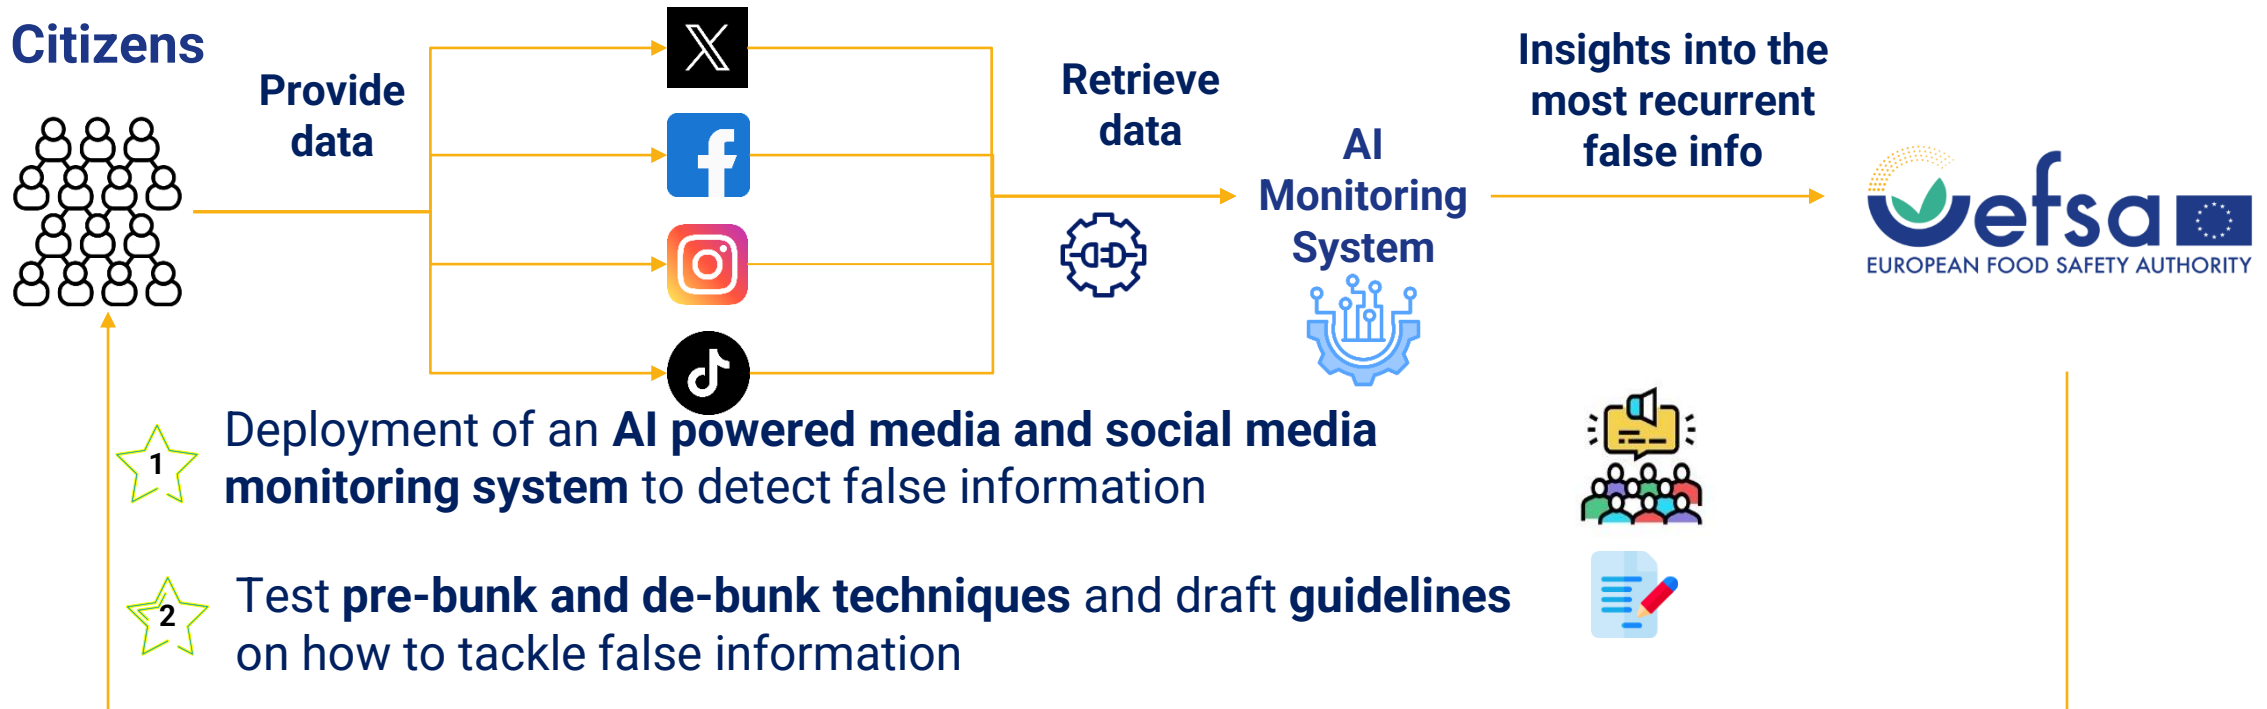 Citizens
Provide
data
Retrieve
data
AI
Monitoring
System
Insights into the
most recurrent
false info
efsa
EUROPEAN FOOD SAFETY AUTHORITY
1
Deployment of an AI powered media and social media
monitoring system to detect false information
2
Test pre-bunk and de-bunk techniques and draft guidelines
on how to tackle false information